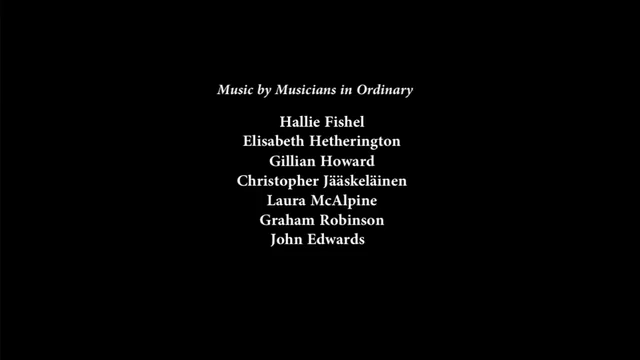 Music by Musicians in Ordinary
Hallie Fishel
Elisabeth Hetherington
Gillian Howard
Christopher Jääskeläinen
Laura McAlpine
Graham Robinson
John Edwards